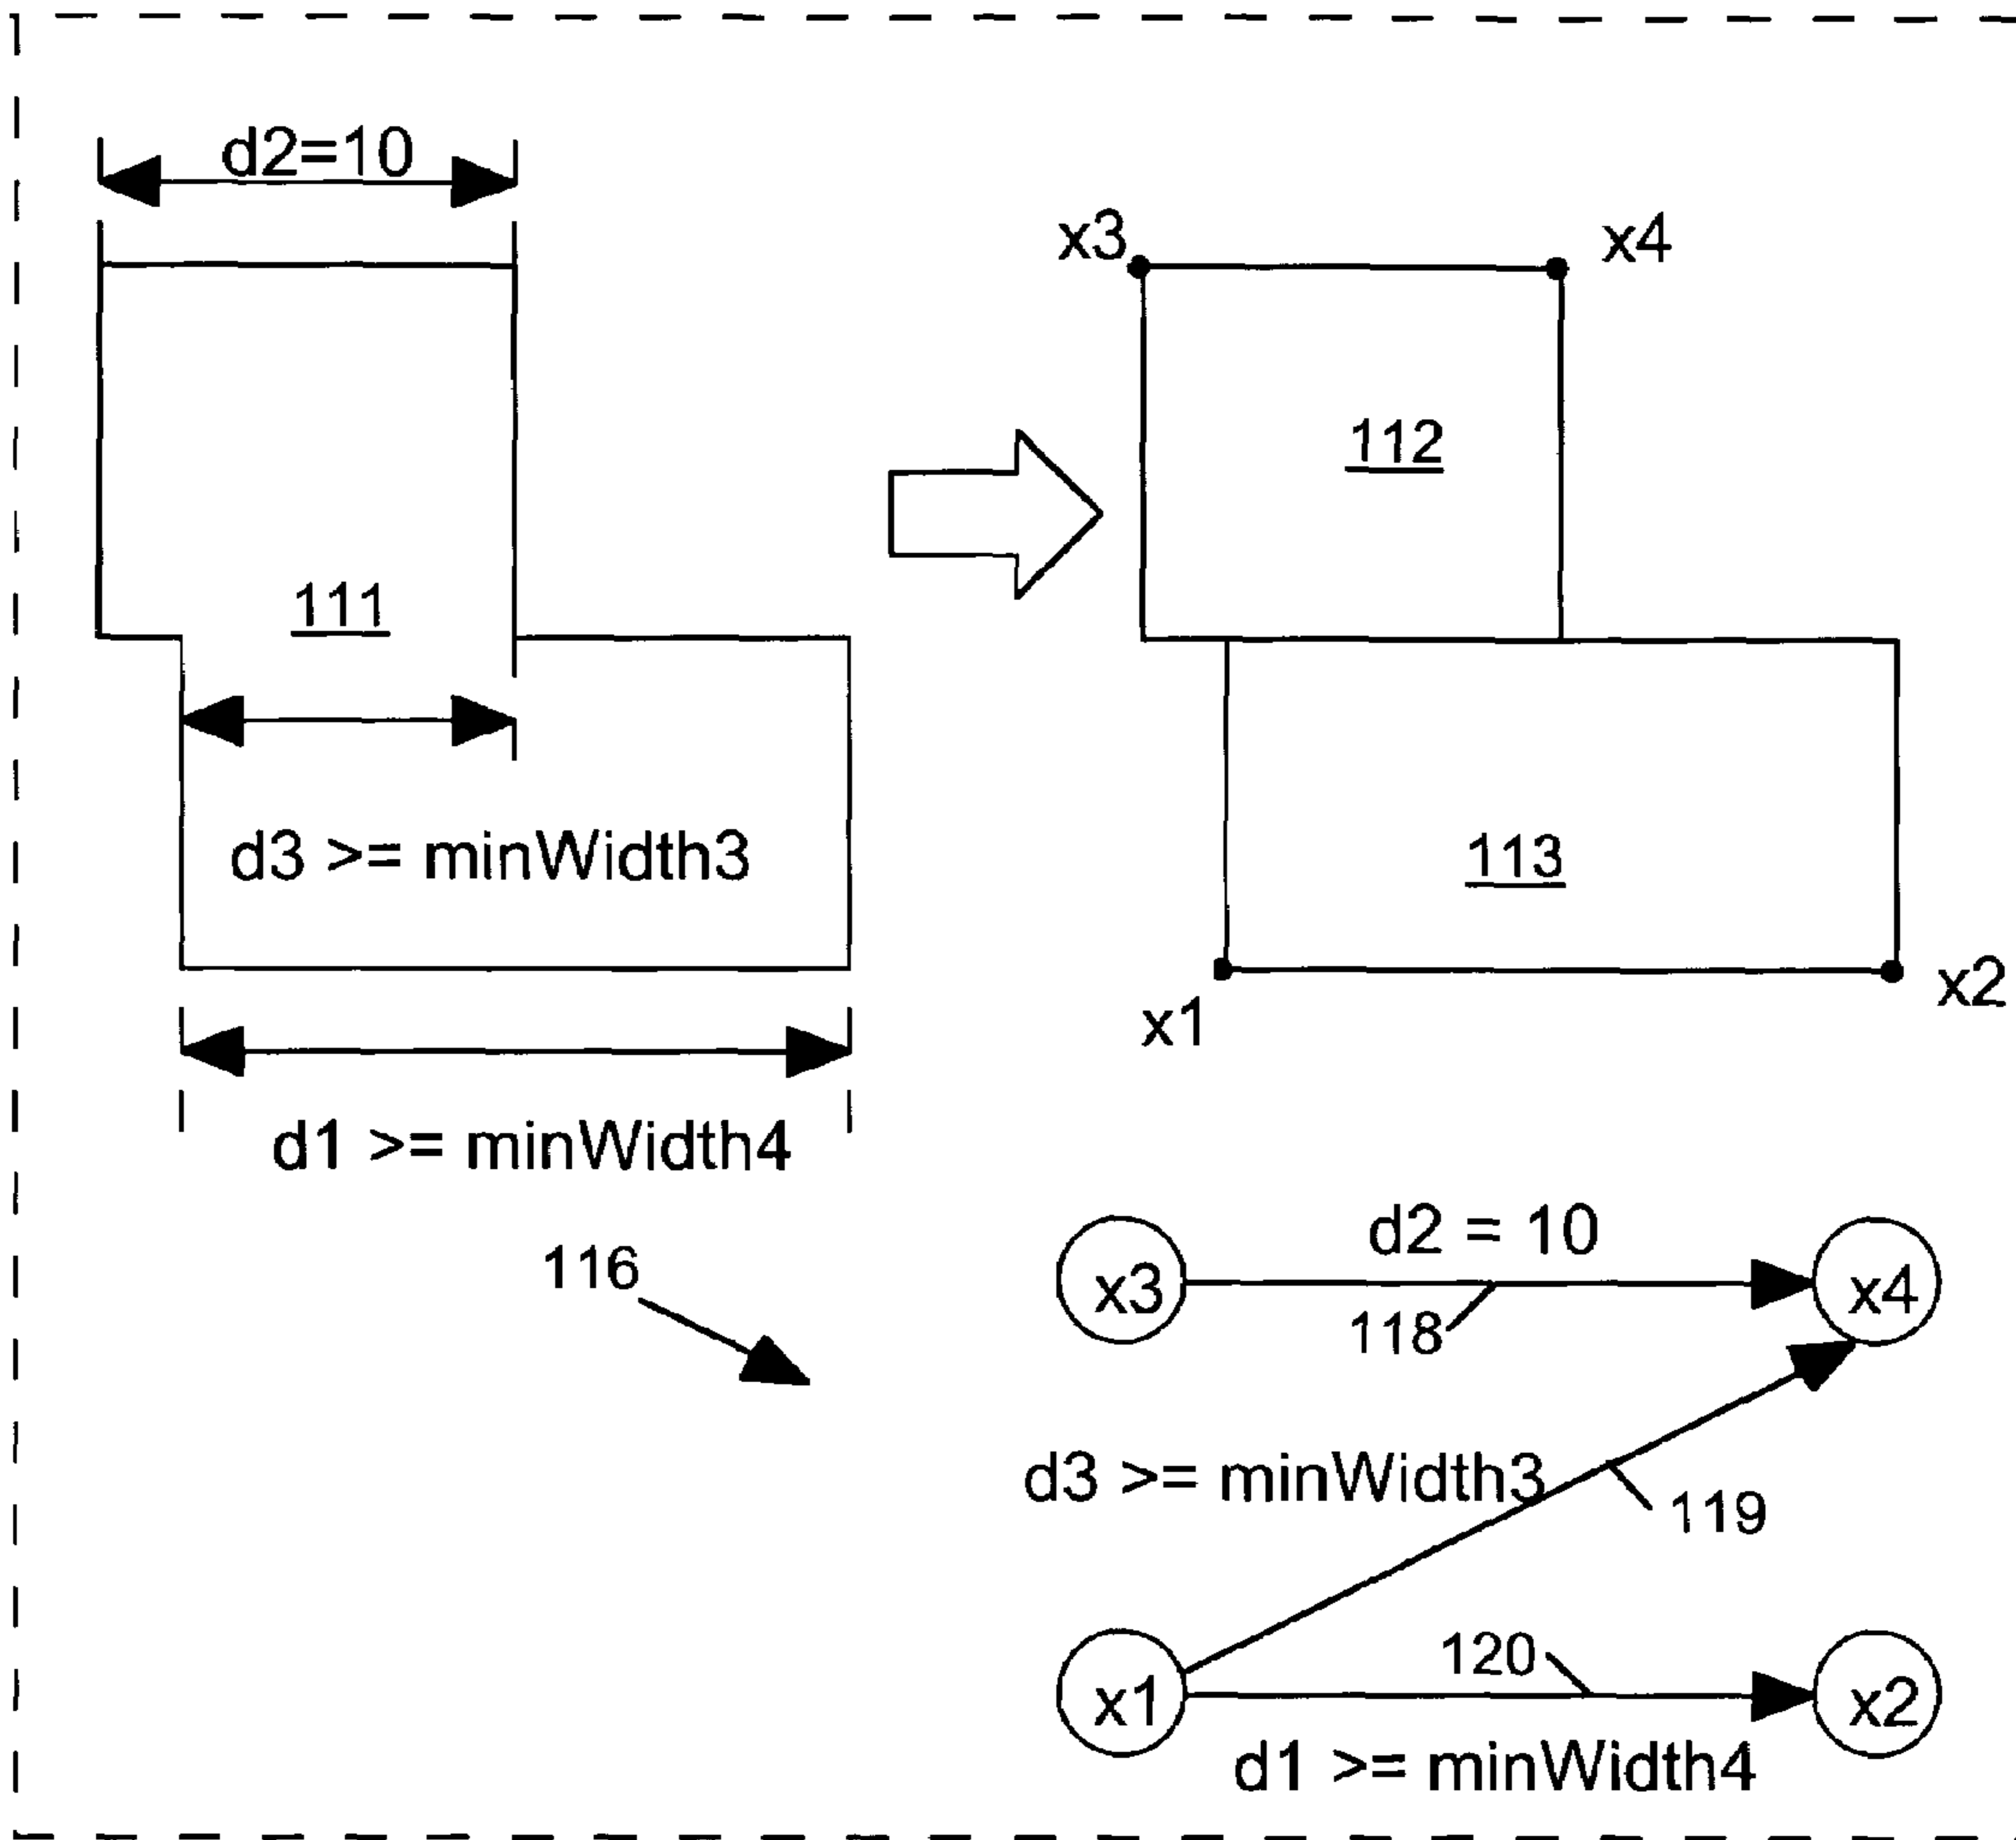 d2=10
x3
x4
112
111
d3 >= minWidth3
113
x1
x2
d1 >= minWidth4
116
d2 = 10
x3
x4
118
d3 >= minWidth3
119
120
x1
x2
d1 >= minWidth4